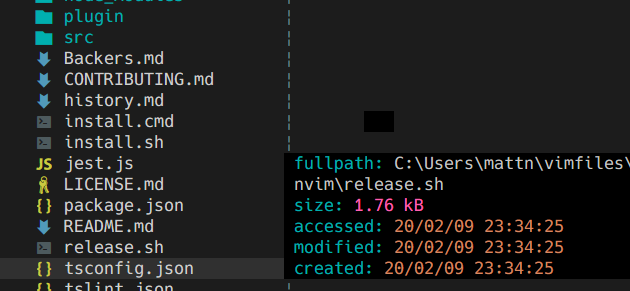 node_modules
plugin
src
Backers.md
CONTRIBUTING.md
history.md
install.cmd
install.sh
JS jest.js
LICENSE.md
{} package.json
README.md
release.sh
{} tsconfig.json
{} tslint.json
fullpath: C:\Users\mattn\vimfiles\
nvim\release.sh
size: 1.76 kB
accessed: 20/02/09 23:34:25
modified: 20/02/09 23:34:25
created: 20/02/09 23:34:25